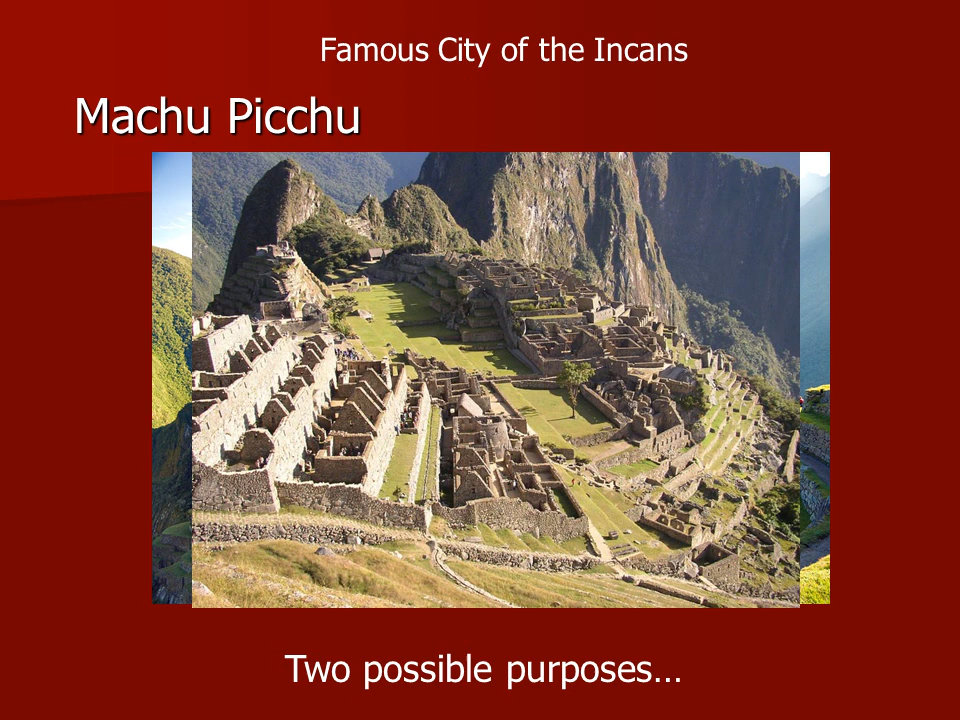 Famous City of the Incans
Machu Picchu
Two possible purposes…